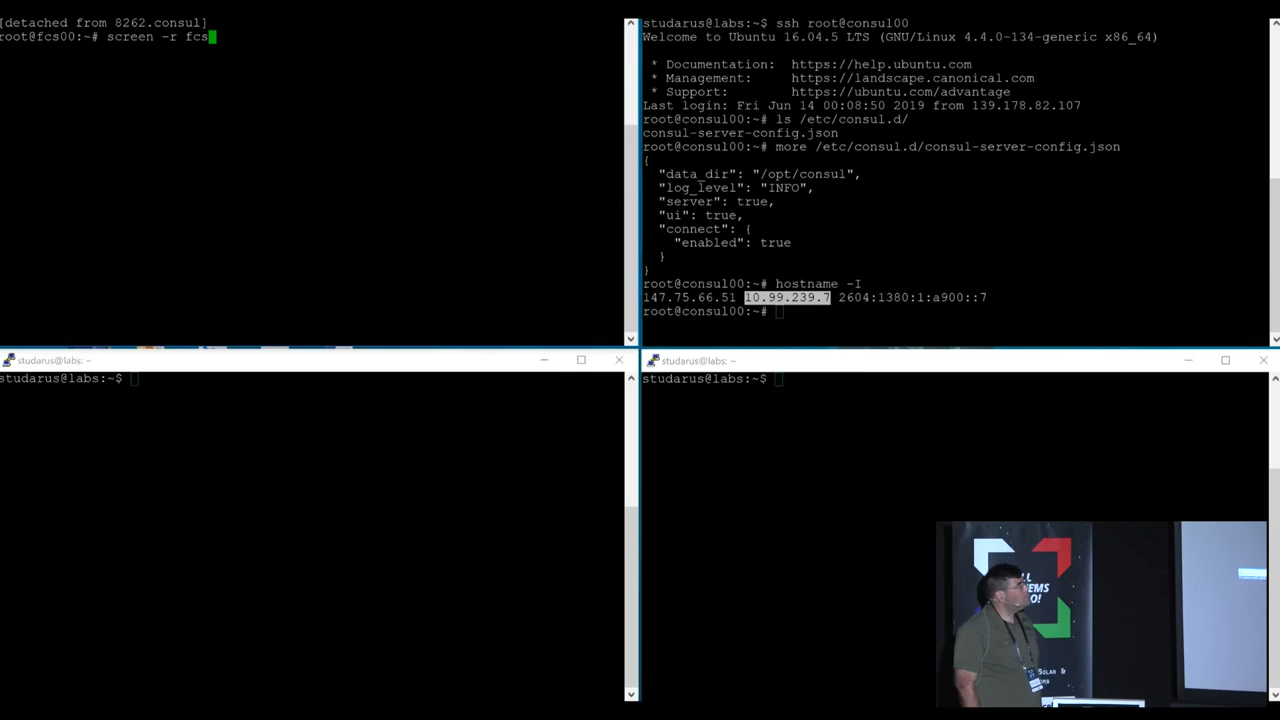 [detached from 8262.consul]
root@fcs00:~# screen -r fcs
studarus@labs:~$ ssh root@consul00
Welcome to Ubuntu 16.04.5 LTS (GNU/Linux 4.4.0-134-generic x86_64)
* Documentation:  https://help.ubuntu.com
* Management:     https://landscape.canonical.com
* Support:        https://ubuntu.com/advantage
Last login: Fri Jun 14 00:08:50 2019 from 139.178.82.107
root@consul00:~# ls /etc/consul.d/
consul-server-config.json
root@consul00:~# more /etc/consul.d/consul-server-config.json
{
"data_dir": "/opt/consul",
"log_level": "INFO",
"server": true,
"ui": true,
"connect": {
"enabled": true
}
}
root@consul00:~# hostname -I
147.75.66.51 10.99.239.7 2604:1380:1:a900::7
root@consul00:~#
studarus@labs: ~
studarus@labs:~$
studarus@labs: ~
studarus@labs:~$